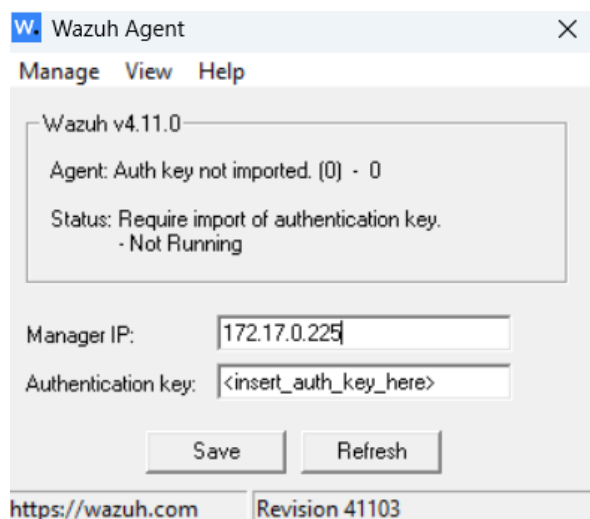 W. Wazuh Agent
Manage View Help
Wazuh v4.11.0
Agent: Auth key not imported. (0) - 0
Status: Require import of authentication key.
- Not Running
Manager IP: 172.17.0.225
Authentication key: <insert_auth_key_here>
Save Refresh
https://wazuh.com Revision 41103